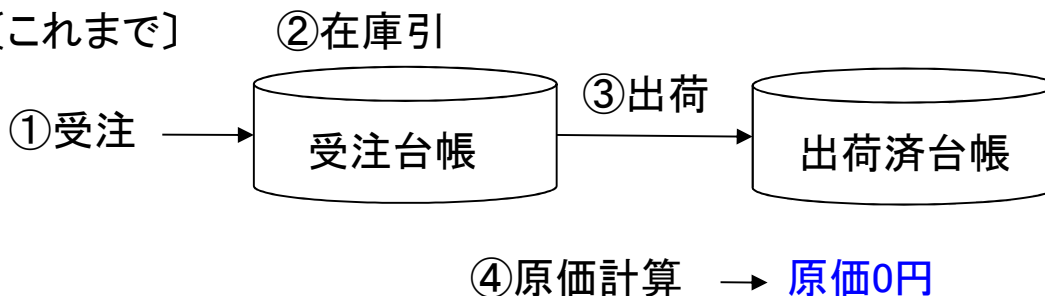 〔これまで〕 ②在庫引
①受注 受注台帳 ③出荷 出荷済台帳
④原価計算 → 原価0円